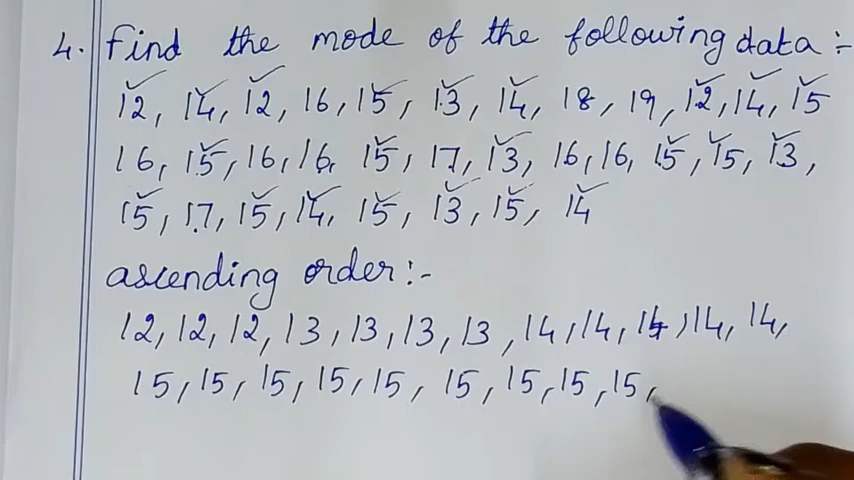 4. Find the mode of the following data :-
12, 14, 12, 16, 15, 13, 14, 18, 19, 12, 14, 15
16, 15, 16, 16, 15, 17, 13, 16, 16, 15, 15, 13,
15, 17, 15, 14, 15, 13, 15, 14
ascending order :-
12, 12, 12, 13, 13, 13, 13, 14, 14, 14, 14, 14,
15, 15, 15, 15, 15, 15, 15, 15, 15,